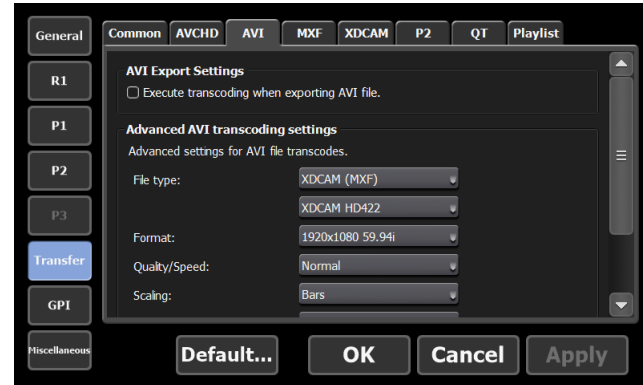 General
R1
P1
P2
P3
Transfer
GPI
Miscellaneous
Common AVCHD AVI MXF XDCAM P2 QT Playlist
AVI Export Settings
Execute transcoding when exporting AVI file.
Advanced AVI transcoding settings
Advanced settings for AVI file transcodes.
File type: XDCAM (MXF)
XDCAM HD422
Format: 1920x1080 59.94i
Quality/Speed: Normal
Scaling: Bars
Default... OK Cancel Apply